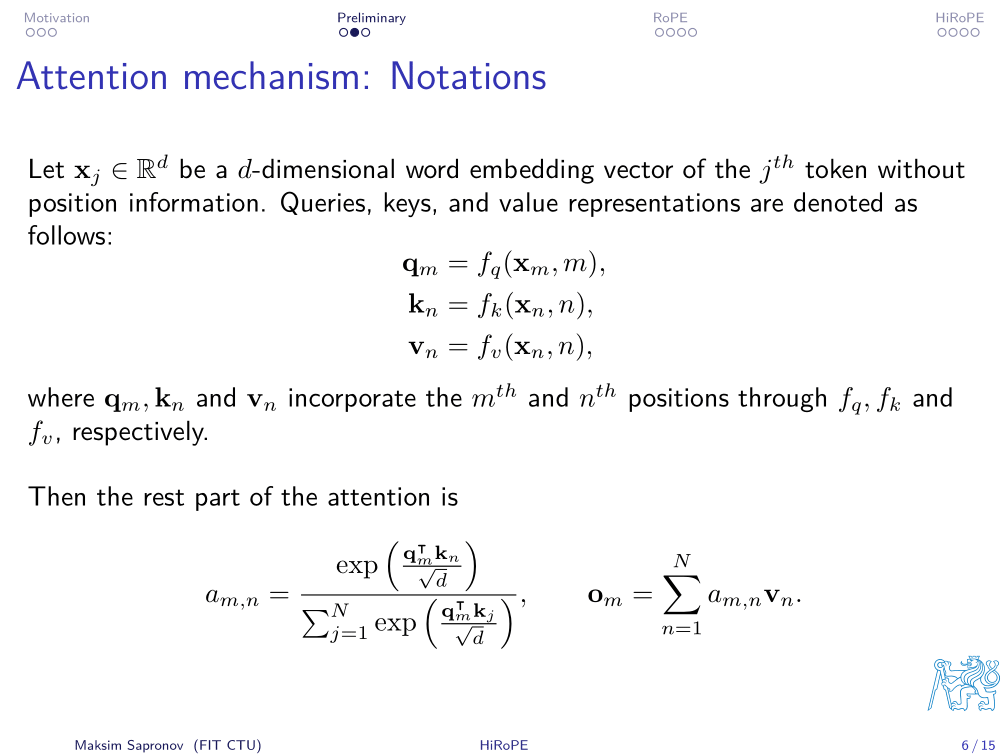 Motivation Preliminary RoPE HiRoPE
Attention mechanism: Notations
Let $\mathbf{x}_j \in \mathbb{R}^d$ be a $d$-dimensional word embedding vector of the $j^{th}$ token without
position information. Queries, keys, and value representations are denoted as
follows:
$\mathbf{q}_m = f_q(\mathbf{x}_m, m),$
$\mathbf{k}_n = f_k(\mathbf{x}_n, n),$
$\mathbf{v}_n = f_v(\mathbf{x}_n, n),$
where $\mathbf{q}_m, \mathbf{k}_n$ and $\mathbf{v}_n$ incorporate the $m^{th}$ and $n^{th}$ positions through $f_q, f_k$ and
$f_v$, respectively.
Then the rest part of the attention is
$a_{m,n} = \frac{\exp\left(\frac{\mathbf{q}_m^\intercal \mathbf{k}_n}{\sqrt{d}}\right)}{\sum_{j=1}^{N} \exp\left(\frac{\mathbf{q}_m^\intercal \mathbf{k}_j}{\sqrt{d}}\right)}, \qquad \mathbf{o}_m = \sum_{n=1}^{N} a_{m,n} \mathbf{v}_n.$
Maksim Sapronov (FIT CTU) HiRoPE 6 / 15